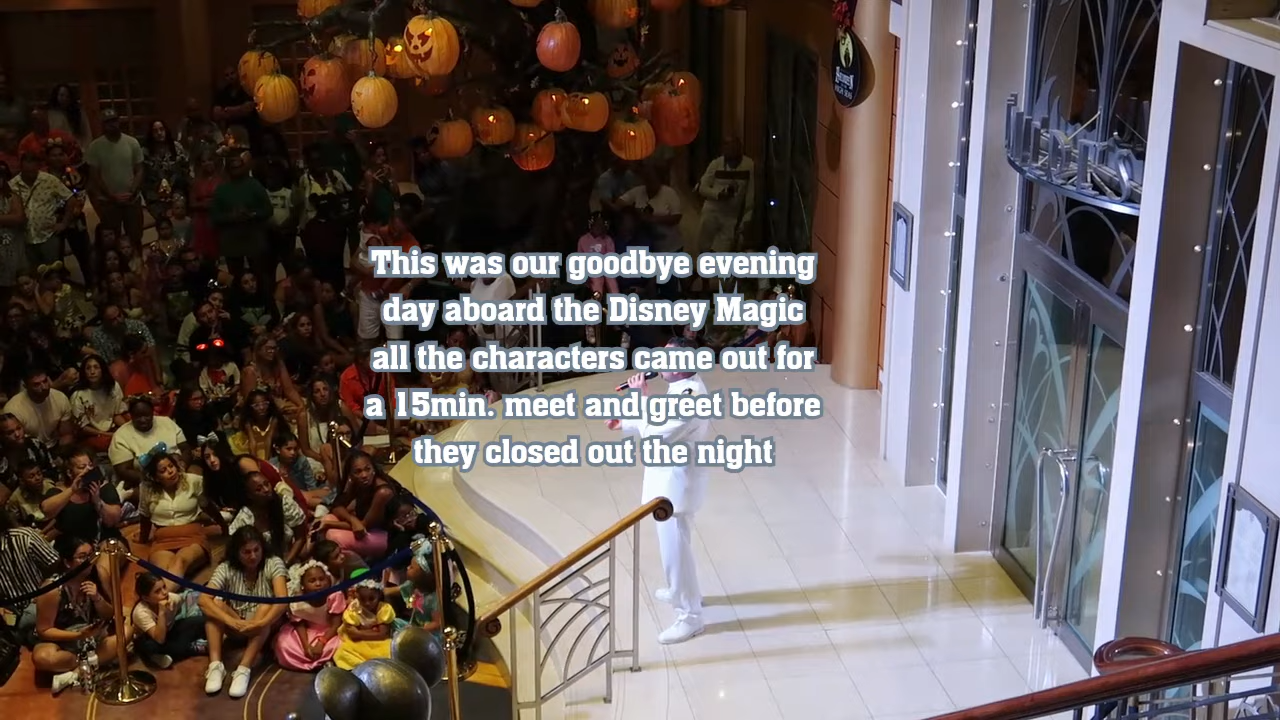 This was our goodbye evening
day aboard the Disney Magic
all the characters came out for
a 15min. meet and greet before
they closed out the night